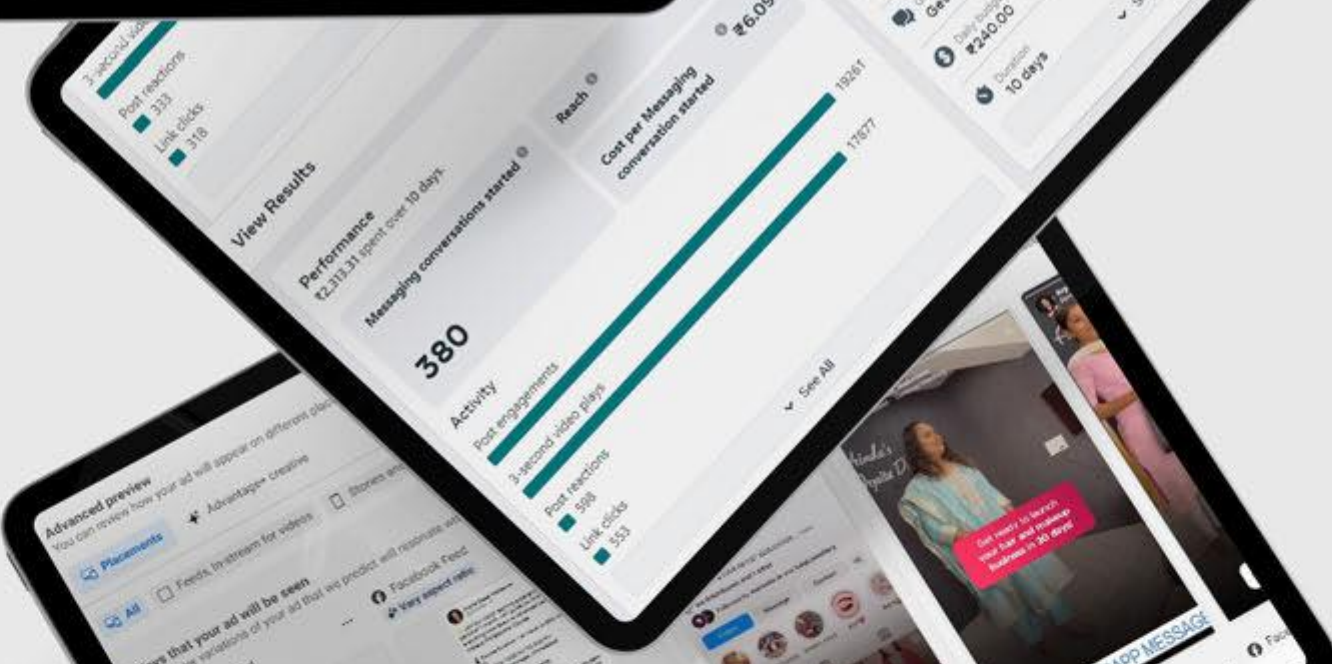 3-second
Post reactions
333
Link clicks
318
View Results
Performance
₹2,313.31 spent over 10 days.
Messaging conversations started
380
Reach
Cost per Messaging
conversation started
₹6.09
Activity
Post engagements
19261
3-second video plays
17877
Post reactions
598
Link clicks
553
See All
Daily budget
₹240.00
Duration
10 days
Advanced preview
You can review how your ad will appear on different
Placements
Advantage+ creative
All
Feeds, In-stream for videos
Stories
that your ad will be seen
variations of your ad that we predict will resonate
Facebook Feed
Vary aspect ratio
Message
Get ready to launch
your hair and makeup
business in 30 days!
APP MESSAGE